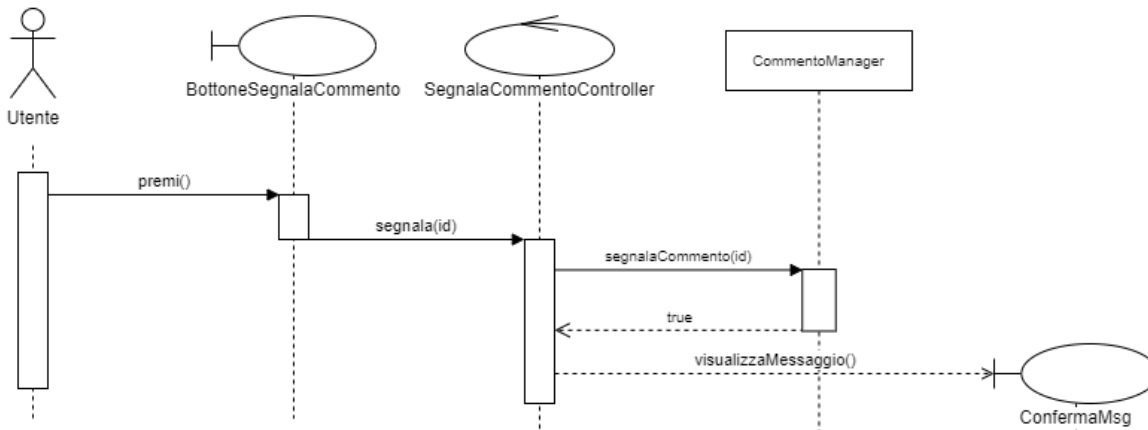 CommentoManager
BottoneSegnalaCommento
SegnalaCommentoController
Utente
premi()
segnala(id)
segnalaCommento(id)
true
visualizzaMessaggio()
ConfermaMsg